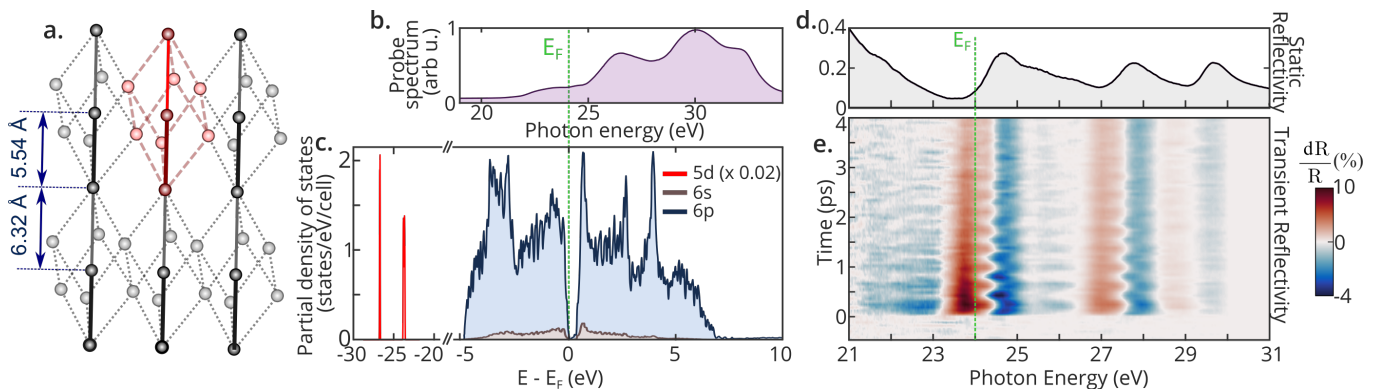 a.
5.54 Å
6.32 Å
b.
Probe
spectrum
(arb u.)
1
0
E_F
20
25
30
Photon energy (eV)
c.
Partial density of states
(states/eV/cell)
2
1
0
5d (x 0.02)
6s
6p
-30
-25
-20
-5
0
5
10
E - E_F (eV)
d.
0.4
0.2
0
E_F
Static
Reflectivity
e.
Time (ps)
4
3
2
1
0
Transient Reflectivity
21
23
25
27
29
31
Photon Energy (eV)
dR
R
(%)
10
0
-4